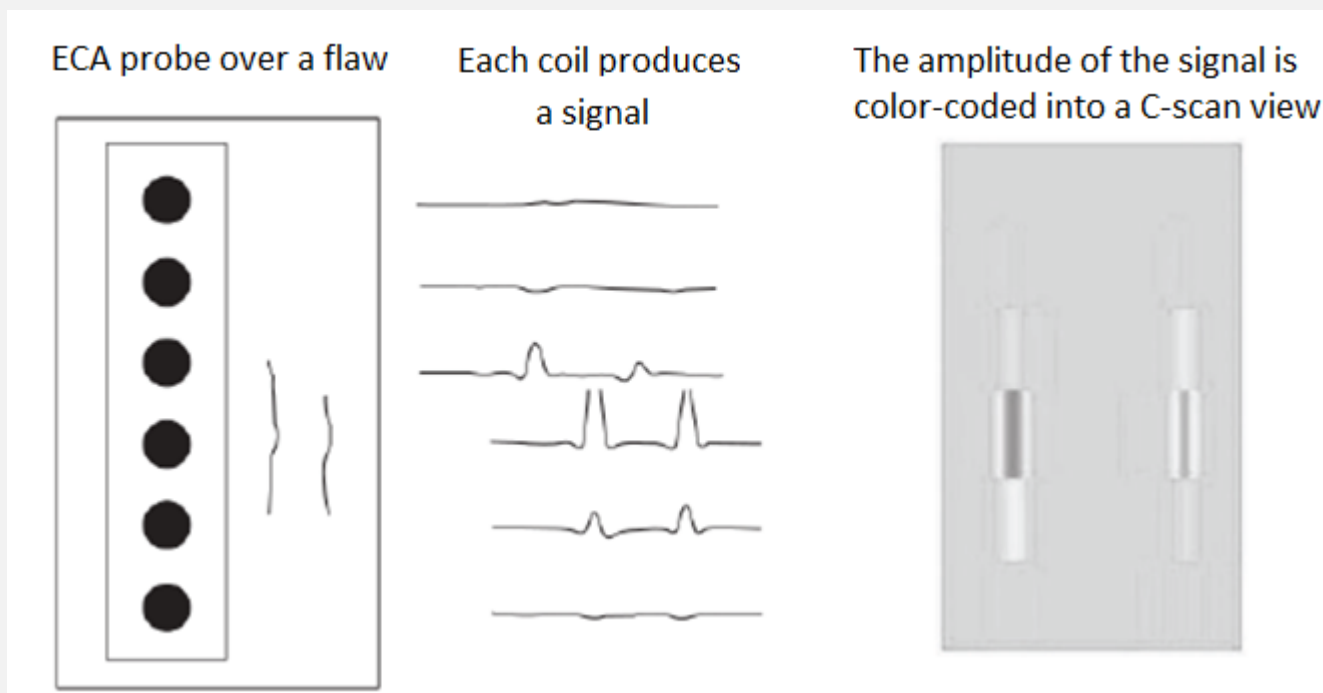 ECA probe over a flaw
Each coil produces
a signal
The amplitude of the signal is
color-coded into a C-scan view